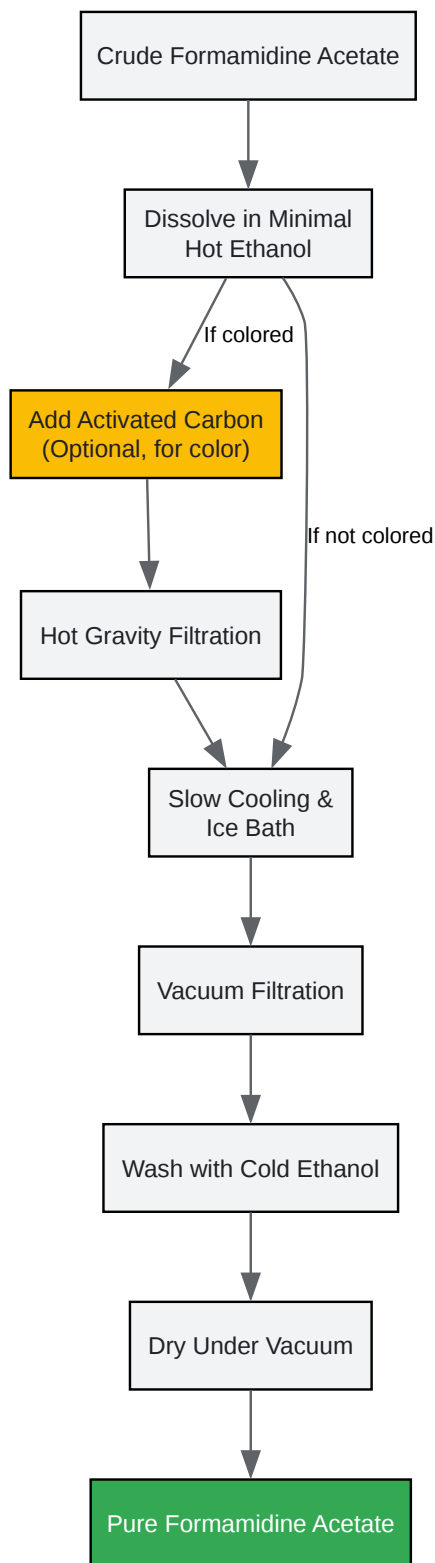 Crude Formamidine Acetate
Dissolve in Minimal
Hot Ethanol
If colored
Add Activated Carbon
(Optional, for color)
If not colored
Hot Gravity Filtration
Slow Cooling &
Ice Bath
Vacuum Filtration
Wash with Cold Ethanol
Dry Under Vacuum
Pure Formamidine Acetate